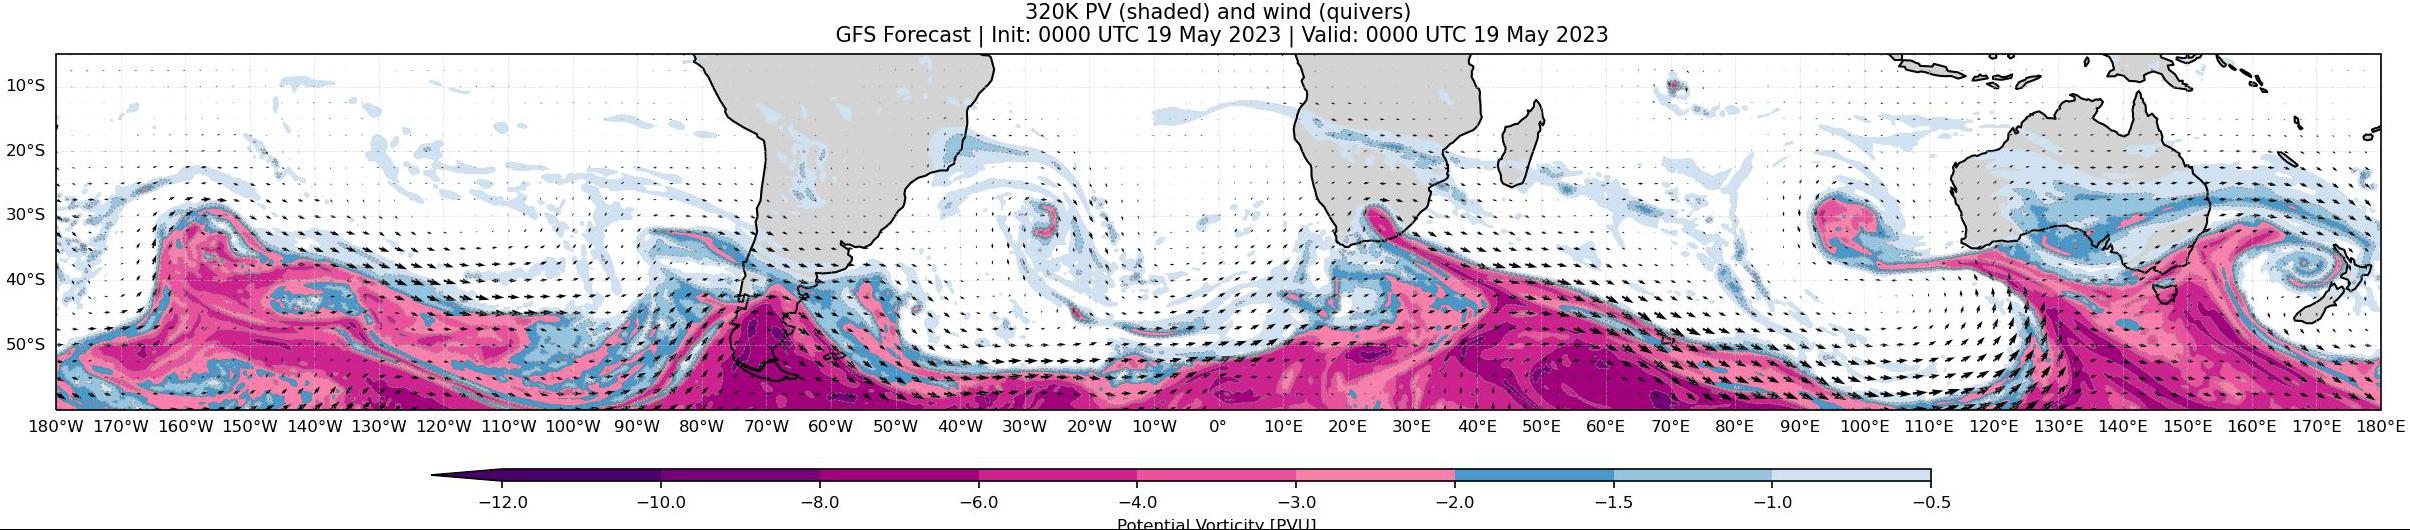 320K PV (shaded) and wind (quivers)
GFS Forecast | Init: 0000 UTC 19 May 2023 | Valid: 0000 UTC 19 May 2023
10°S
20°S
30°S
40°S
50°S
180°W 170°W 160°W 150°W 140°W 130°W 120°W 110°W 100°W 90°W 80°W 70°W 60°W 50°W 40°W 30°W 20°W 10°W 0° 10°E 20°E 30°E 40°E 50°E 60°E 70°E 80°E 90°E 100°E 110°E 120°E 130°E 140°E 150°E 160°E 170°E 180°E
−12.0 −10.0 −8.0 −6.0 −4.0 −3.0 −2.0 −1.5 −1.0 −0.5
Potential Vorticity [PVU]